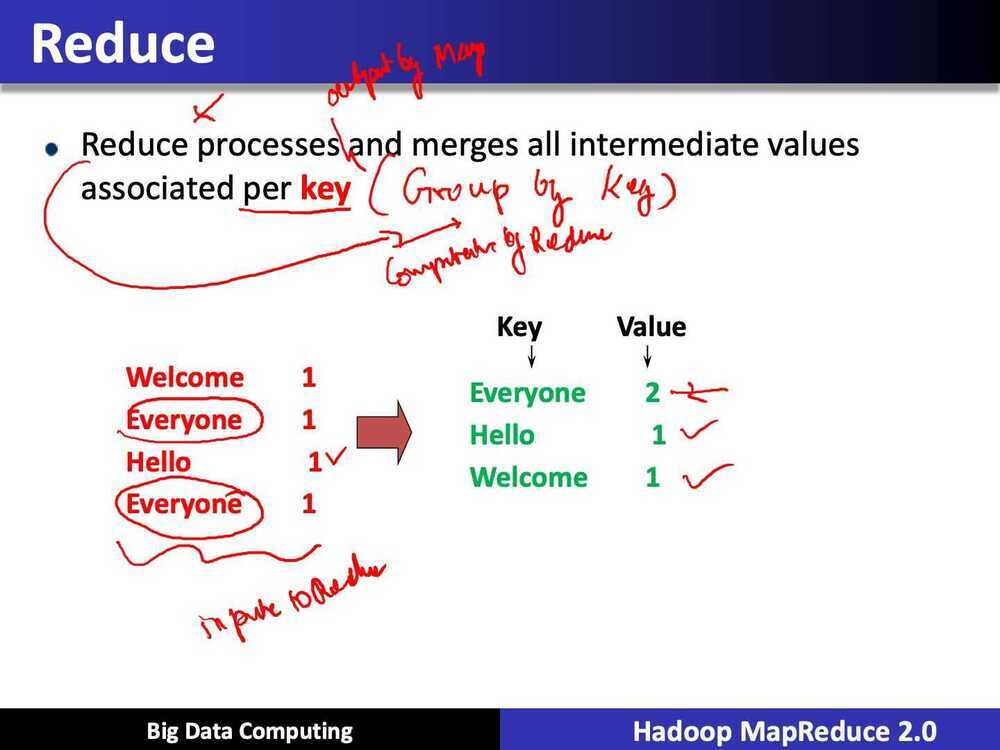 Reduce
output by Map
• Reduce processes and merges all intermediate values
associated per key (Group by Key)
by Reduce
Key Value
Welcome 1
Everyone 1
Hello 1
Everyone 1
Everyone 2
Hello 1
Welcome 1
input to Reduce
Big Data Computing
Hadoop MapReduce 2.0